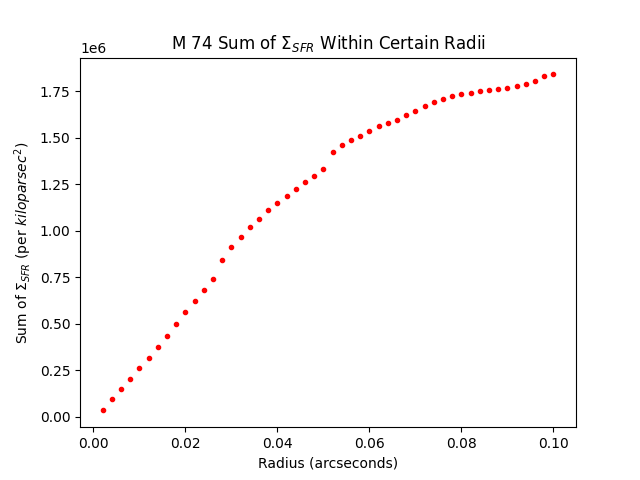 M 74 Sum of Σ_SFR Within Certain Radii
1e6
1.75
1.50
1.25
1.00
0.75
0.50
0.25
0.00
Sum of Σ_SFR (per kiloparsec²)
0.00 0.02 0.04 0.06 0.08 0.10
Radius (arcseconds)